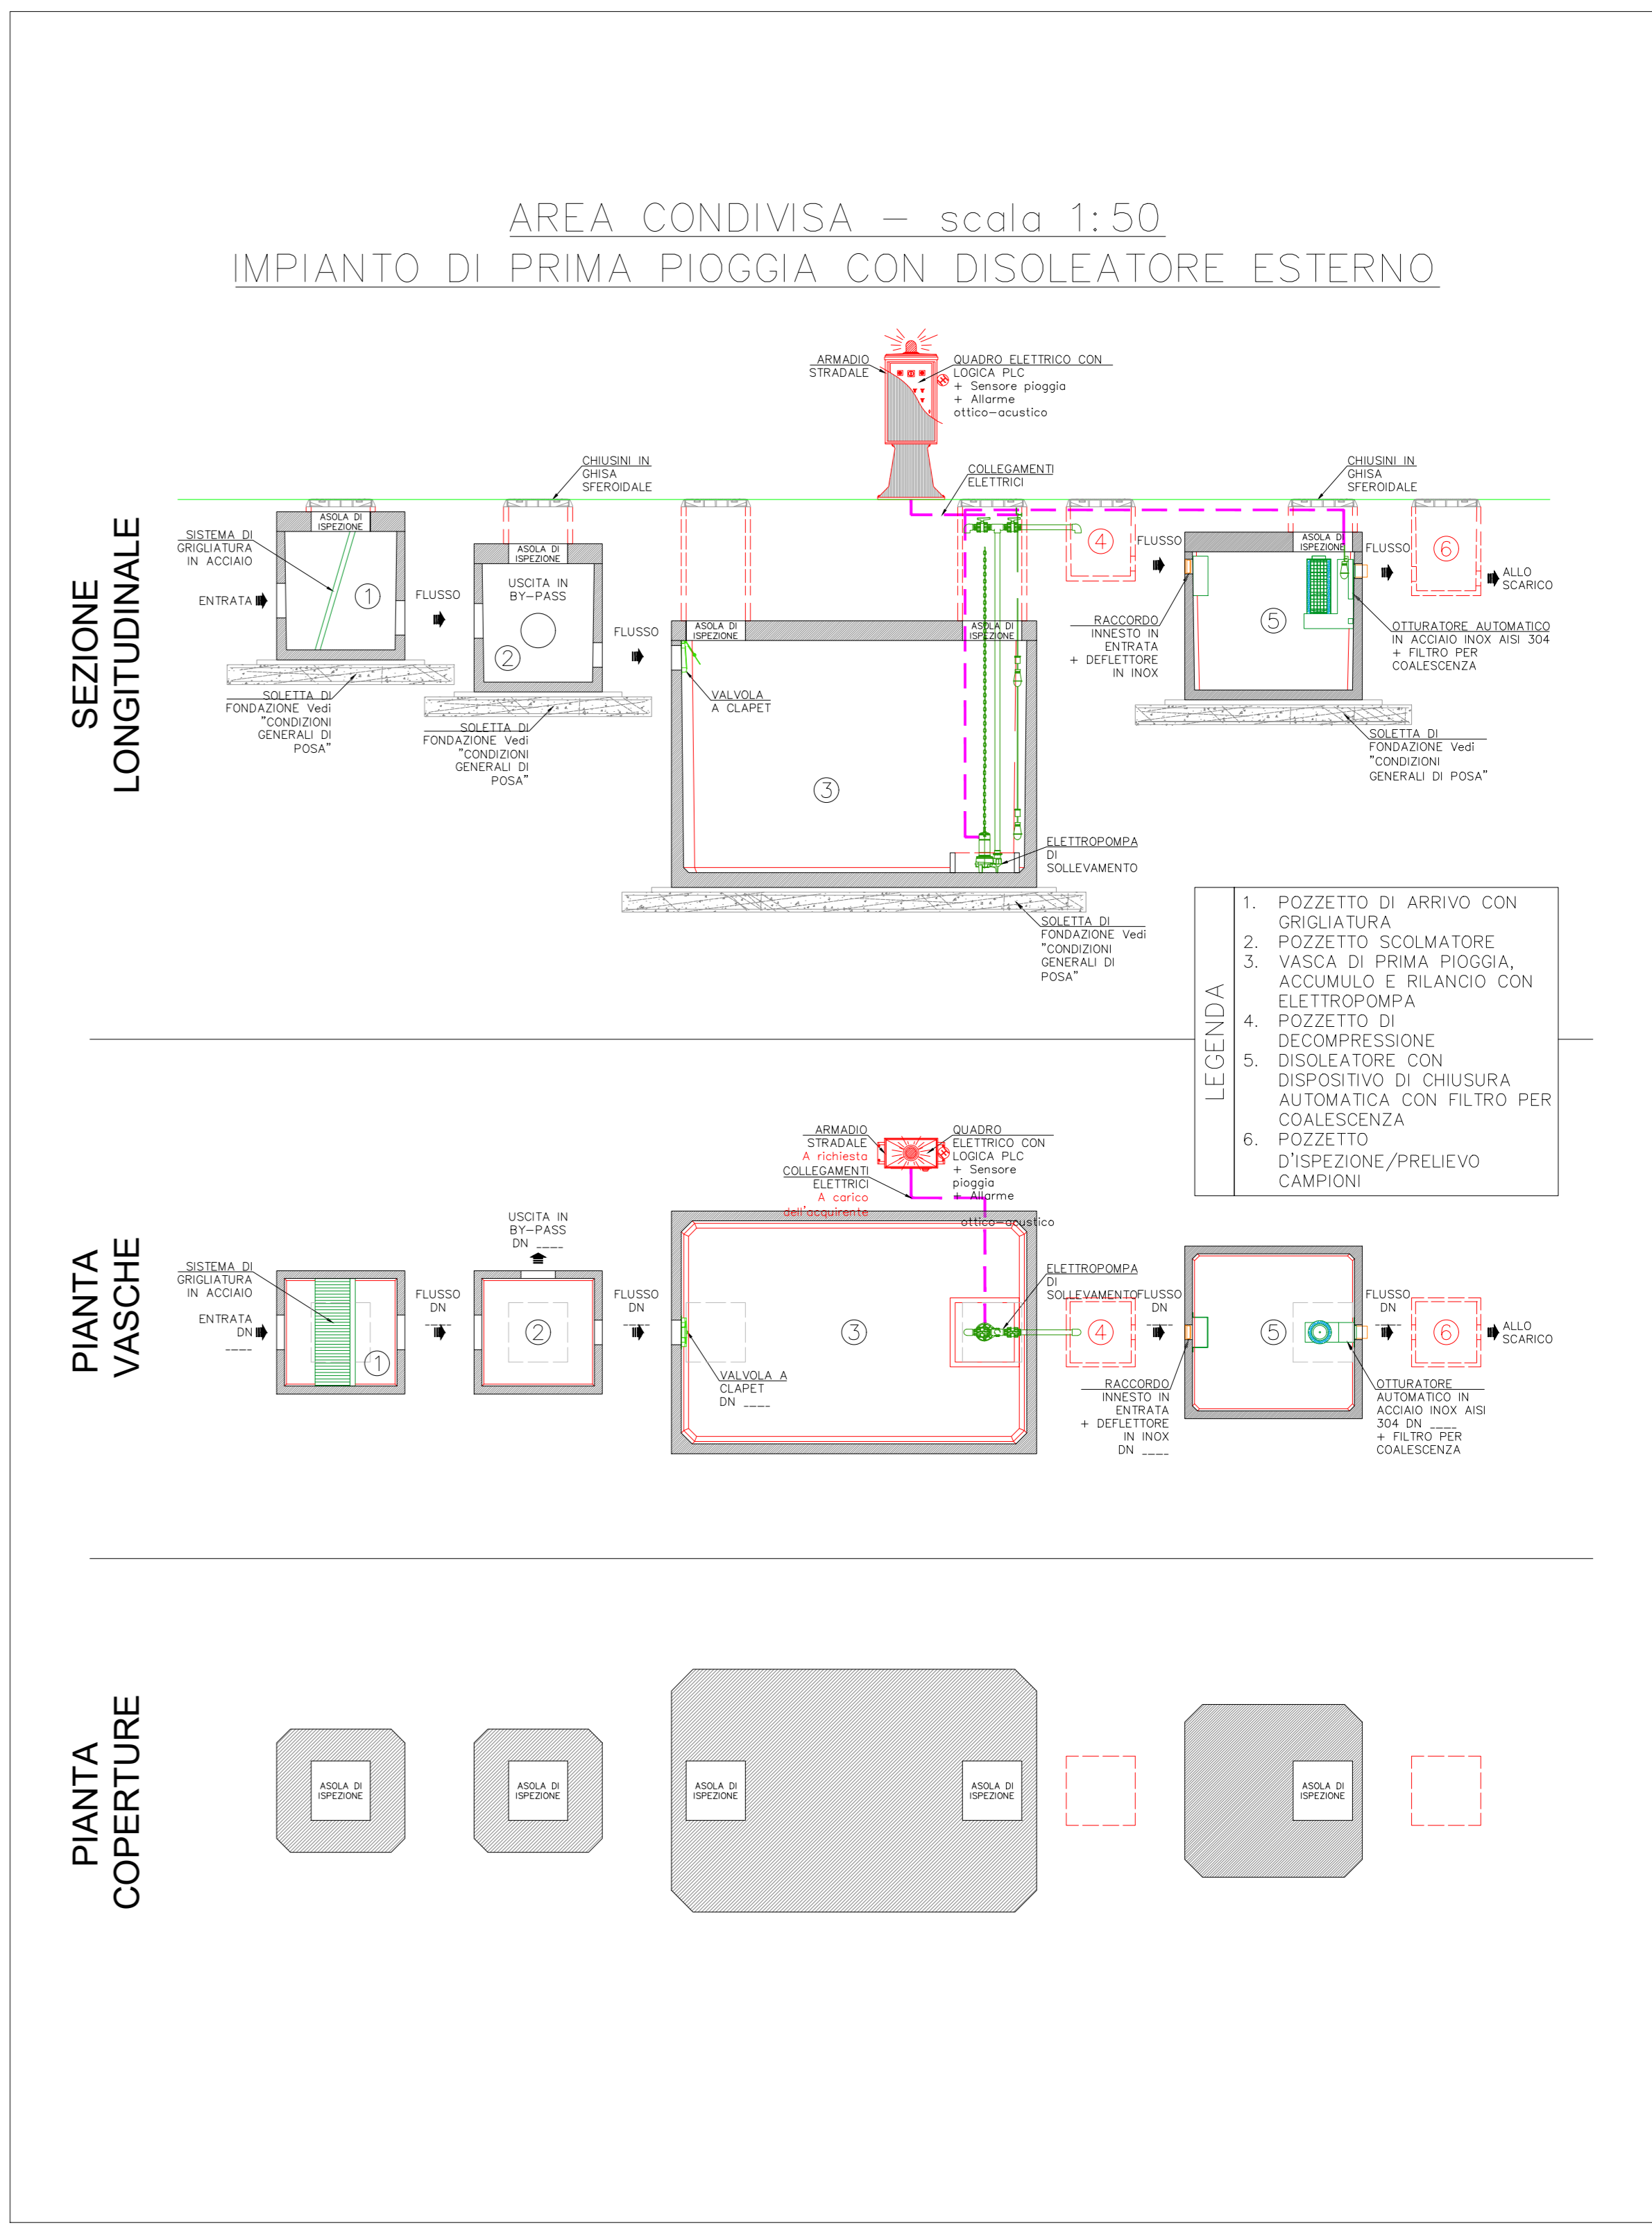 AREA CONDIVISA – scala 1:50
IMPIANTO DI PRIMA PIOGGIA CON DISOLEATORE ESTERNO
SEZIONE
LONGITUDINALE
ARMADIO
STRADALE
QUADRO ELETTRICO CON
LOGICA PLC
+ Sensore pioggia
+ Allarme
ottico-acustico
COLLEGAMENTI
ELETTRICI
CHIUSINI IN
GHISA
SFEROIDALE
CHIUSINI IN
GHISA
SFEROIDALE
SISTEMA DI
GRIGLIATURA
IN ACCIAIO
ASOLA DI
ISPEZIONE
1
ENTRATA
FLUSSO
SOLETTA DI
FONDAZIONE Vedi
"CONDIZIONI
GENERALI DI
POSA"
ASOLA DI
ISPEZIONE
USCITA IN
BY-PASS
2
FLUSSO
SOLETTA DI
FONDAZIONE Vedi
"CONDIZIONI
GENERALI DI
POSA"
ASOLA DI
ISPEZIONE
ASOLA DI
ISPEZIONE
VALVOLA
A CLAPET
3
ELETTROPOMPA
DI
SOLLEVAMENTO
SOLETTA DI
FONDAZIONE Vedi
"CONDIZIONI
GENERALI DI
POSA"
4
FLUSSO
RACCORDO
INNESTO IN
ENTRATA
+ DEFLETTORE
IN INOX
ASOLA DI
ISPEZIONE
5
FLUSSO
6
ALLO
SCARICO
OTTURATORE AUTOMATICO
IN ACCIAIO INOX AISI 304
+ FILTRO PER
COALESCENZA
SOLETTA DI
FONDAZIONE Vedi
"CONDIZIONI
GENERALI DI POSA"
LEGENDA
1. POZZETTO DI ARRIVO CON
GRIGLIATURA
2. POZZETTO SCOLMATORE
3. VASCA DI PRIMA PIOGGIA,
ACCUMULO E RILANCIO CON
ELETTROPOMPA
4. POZZETTO DI
DECOMPRESSIONE
5. DISOLEATORE CON
DISPOSITIVO DI CHIUSURA
AUTOMATICA CON FILTRO PER
COALESCENZA
6. POZZETTO
D'ISPEZIONE/PRELIEVO
CAMPIONI
PIANTA
VASCHE
ARMADIO
STRADALE
A richiesta
COLLEGAMENTI
ELETTRICI
A carico
dell'acquirente
QUADRO
ELETTRICO CON
LOGICA PLC
+ Sensore
pioggia
+ Allarme
ottico-acustico
SISTEMA DI
GRIGLIATURA
IN ACCIAIO
ENTRATA
DN
____
1
FLUSSO
DN
____
USCITA IN
BY-PASS
DN ____
2
FLUSSO
DN
____
VALVOLA A
CLAPET
DN ____
3
ELETTROPOMPA
DI
SOLLEVAMENTO
4
FLUSSO
DN
____
RACCORDO
INNESTO IN
ENTRATA
+ DEFLETTORE
IN INOX
DN ____
5
FLUSSO
DN
____
6
ALLO
SCARICO
OTTURATORE
AUTOMATICO IN
ACCIAIO INOX AISI
304 DN ____
+ FILTRO PER
COALESCENZA
PIANTA
COPERTURE
ASOLA DI
ISPEZIONE
ASOLA DI
ISPEZIONE
ASOLA DI
ISPEZIONE
ASOLA DI
ISPEZIONE
ASOLA DI
ISPEZIONE